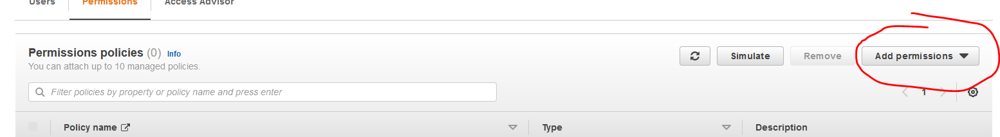 Users Permissions Access Advisor
Permissions policies (0) Info
You can attach up to 10 managed policies.
Simulate Remove Add permissions
Filter policies by property or policy name and press enter
1
Policy name Type Description